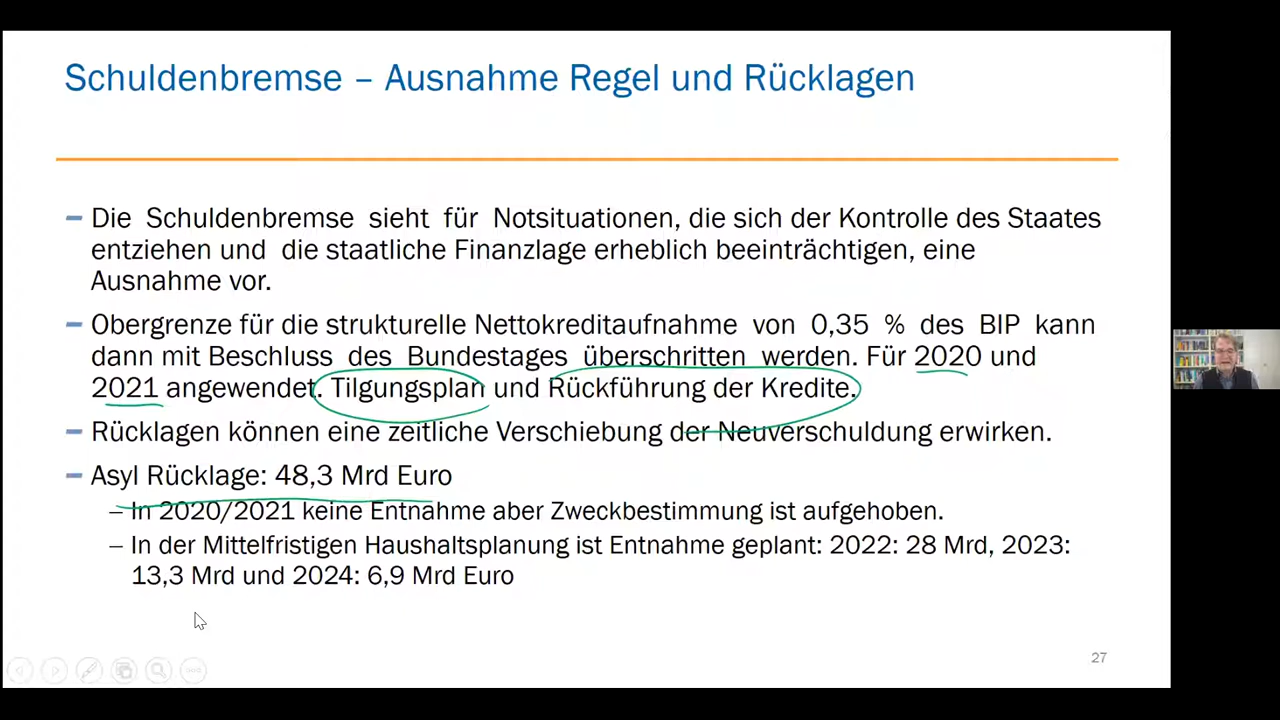 Schuldenbremse – Ausnahme Regel und Rücklagen
Die Schuldenbremse sieht für Notsituationen, die sich der Kontrolle des Staates
entziehen und die staatliche Finanzlage erheblich beeinträchtigen, eine
Ausnahme vor.
Obergrenze für die strukturelle Nettokreditaufnahme von 0,35 % des BIP kann
dann mit Beschluss des Bundestages überschritten werden. Für 2020 und
2021 angewendet. Tilgungsplan und Rückführung der Kredite.
Rücklagen können eine zeitliche Verschiebung der Neuverschuldung erwirken.
Asyl Rücklage: 48,3 Mrd Euro
– In 2020/2021 keine Entnahme aber Zweckbestimmung ist aufgehoben.
– In der Mittelfristigen Haushaltsplanung ist Entnahme geplant: 2022: 28 Mrd, 2023:
13,3 Mrd und 2024: 6,9 Mrd Euro
27